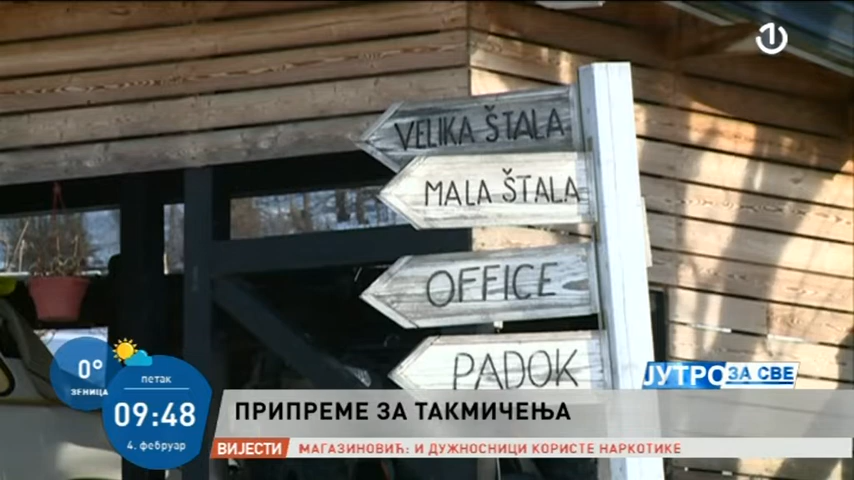 VELIKA ŠTALA
MALA ŠTALA
OFFICE
PADOK
ЈУТРО ЗА СВЕ
0°
ЗЕНИЦА
петак
09:48
4. фебруар
ПРИПРЕМЕ ЗА ТАКМИЧЕЊА
ВИЈЕСТИ МАГАЗИНОВИЋ: И ДУЖНОСНИЦИ КОРИСТЕ НАРКОТИКЕ